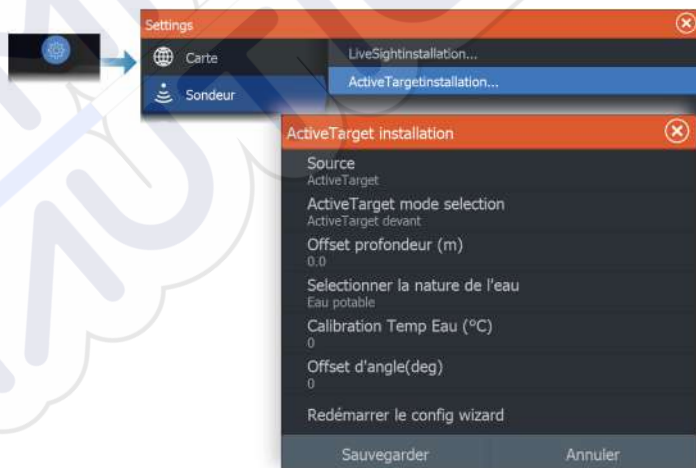 Settings
Carte
LiveSightinstallation...
Sondeur
ActiveTargetinstallation...
ActiveTarget installation
Source
ActiveTarget
ActiveTarget mode selection
ActiveTarget devant
Offset profondeur (m)
0.0
Selectionner la nature de l'eau
Eau potable
Calibration Temp Eau (°C)
0
Offset d'angle(deg)
0
Redémarrer le config wizard
Sauvegarder
Annuler